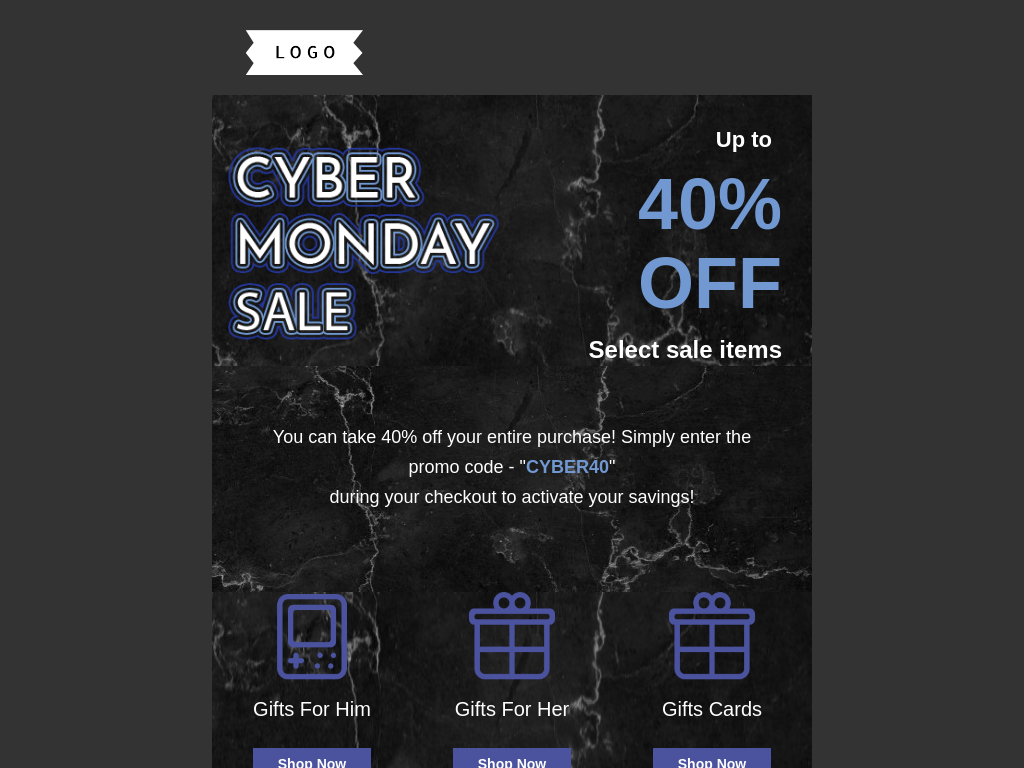 LOGO
CYBER
MONDAY
SALE
Up to
40%
OFF
Select sale items
You can take 40% off your entire purchase! Simply enter the
promo code - "CYBER40"
during your checkout to activate your savings!
Gifts For Him
Gifts For Her
Gifts Cards
Shop Now
Shop Now
Shop Now